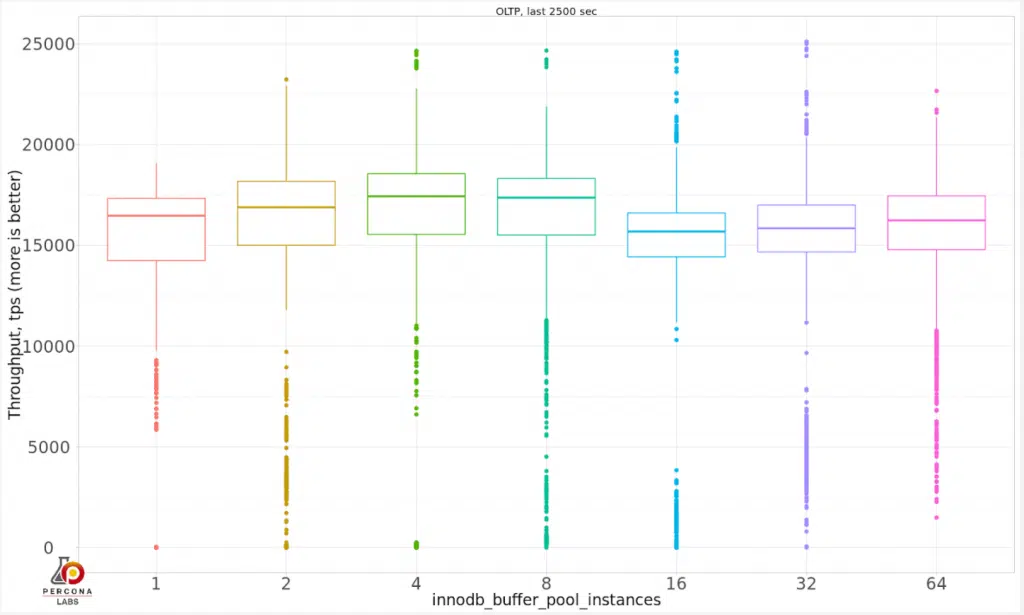 OLTP, last 2500 sec
Throughput, tps (more is better)
25000
20000
15000
10000
5000
0
1 2 4 8 16 32 64
innodb_buffer_pool_instances
PERCONA
LABS